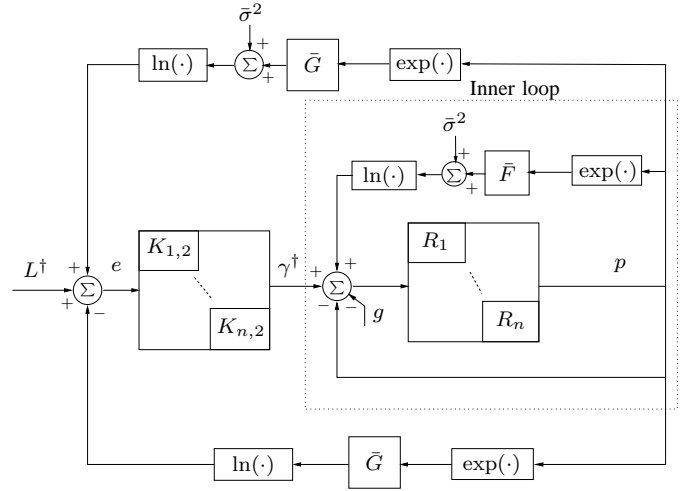 σ̄²
+
ln(·) Σ + Ḡ exp(·)
Inner loop
σ̄²
+
ln(·) Σ + F̄ exp(·)
K₁,₂ R₁
L† + + Σ − e γ† + + Σ − − g p
Kₙ,₂ Rₙ
ln(·) Ḡ exp(·)